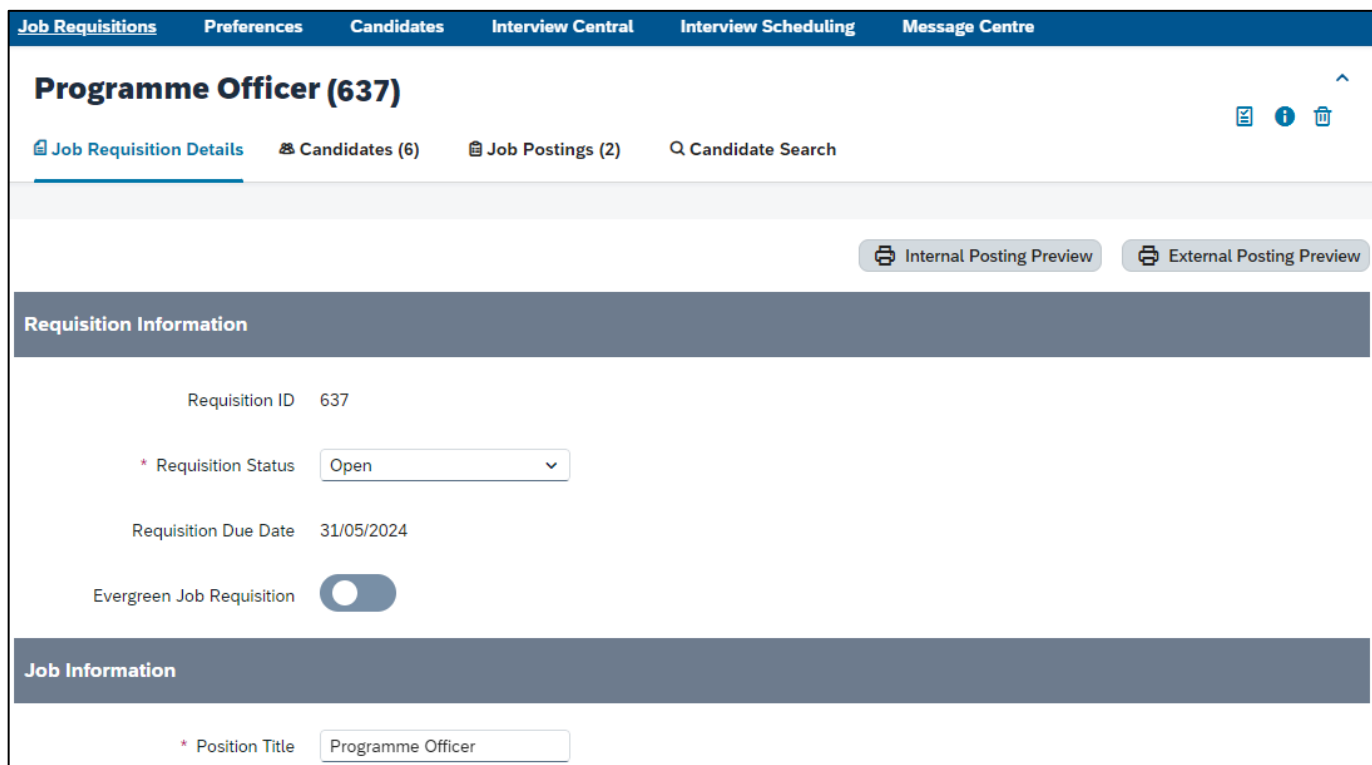 Job Requisitions Preferences Candidates Interview Central Interview Scheduling Message Centre
Programme Officer (637)
Job Requisition Details Candidates (6) Job Postings (2) Candidate Search
Internal Posting Preview External Posting Preview
Requisition Information
Requisition ID 637
* Requisition Status Open
Requisition Due Date 31/05/2024
Evergreen Job Requisition
Job Information
* Position Title Programme Officer